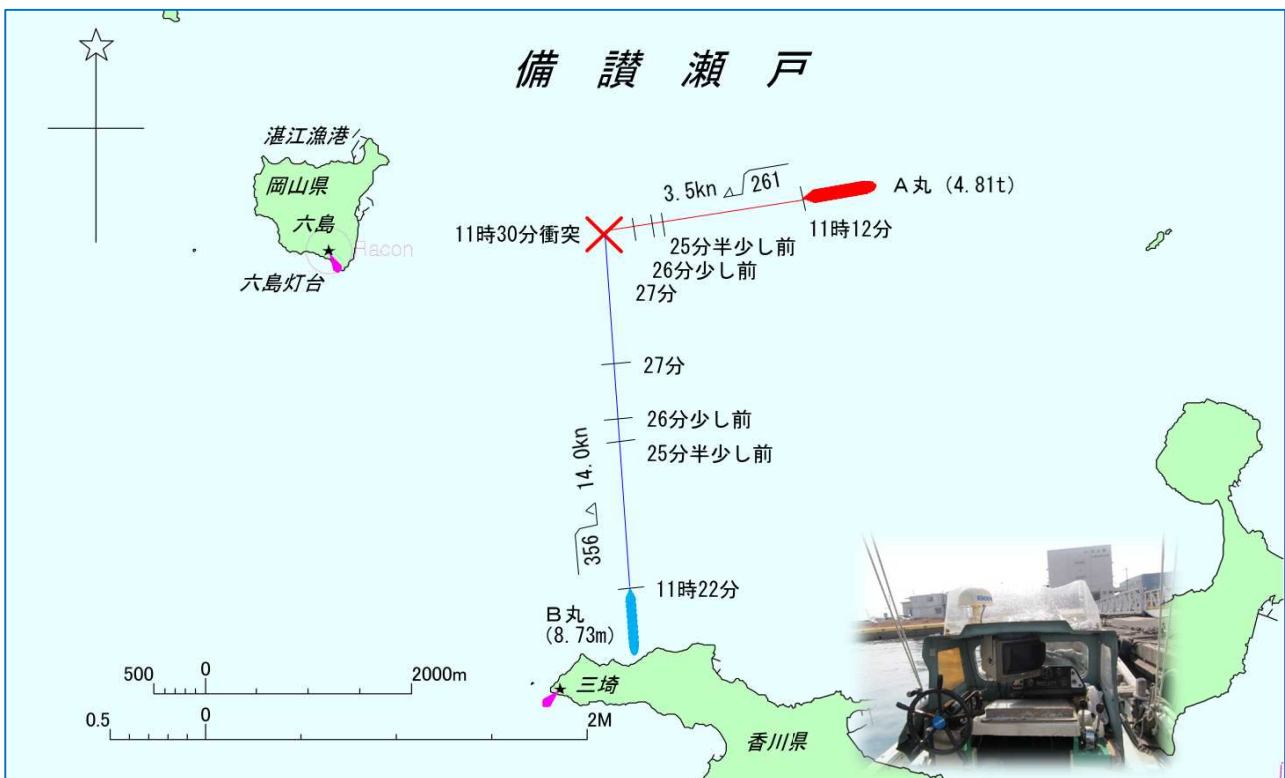 備讃瀬戸
湛江漁港
岡山県
六島
Racon
六島灯台
3.5kn 261
A丸 (4.81t)
11時12分
11時30分衝突
25分半少し前
26分少し前
27分
27分
26分少し前
25分半少し前
356 14.0kn
11時22分
B丸
(8.73m)
三埼
香川県
500 0 2000m
0.5 0 2M